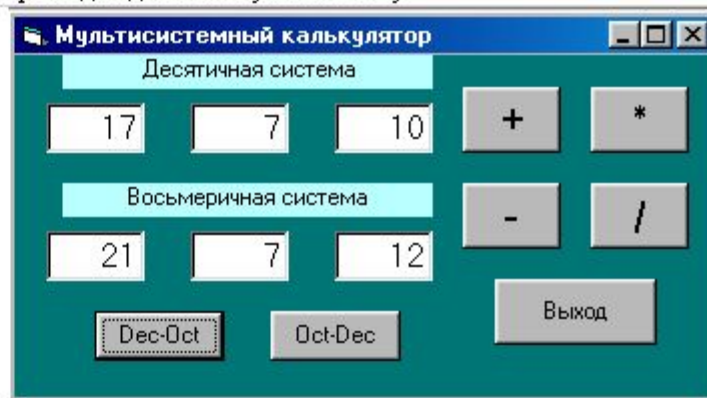 Мультисистемный калькулятор
Десятичная система
17 7 10
+ *
Восьмеричная система
- /
21 7 12
Dec-Oct Oct-Dec
Выход